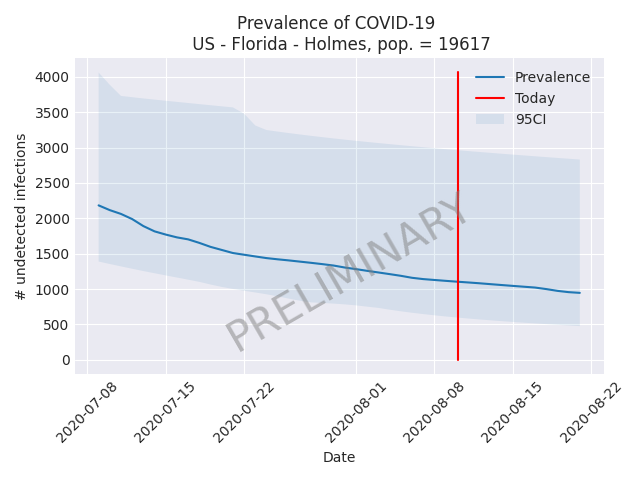 Prevalence of COVID-19
US - Florida - Holmes, pop. = 19617
# undetected infections
4000
3500
3000
2500
2000
1500
1000
500
0
Prevalence
Today
95CI
PRELIMINARY
2020-07-08
2020-07-15
2020-07-22
2020-08-01
2020-08-08
2020-08-15
2020-08-22
Date